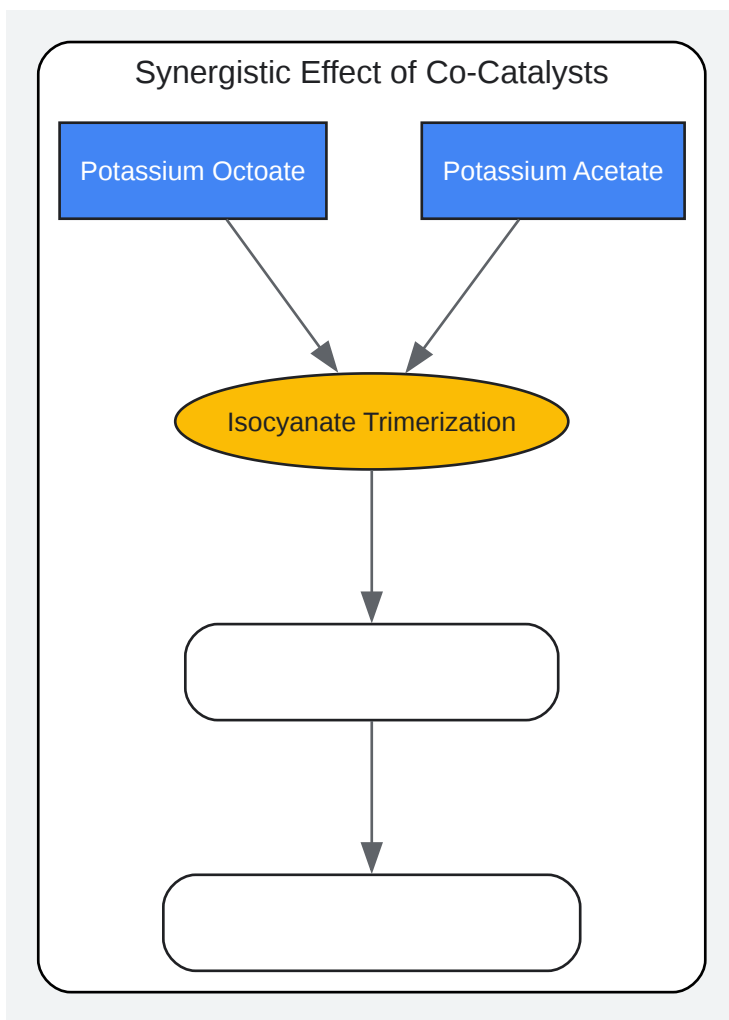 Synergistic Effect of Co-Catalysts
Potassium Octoate
Potassium Acetate
Isocyanate Trimerization